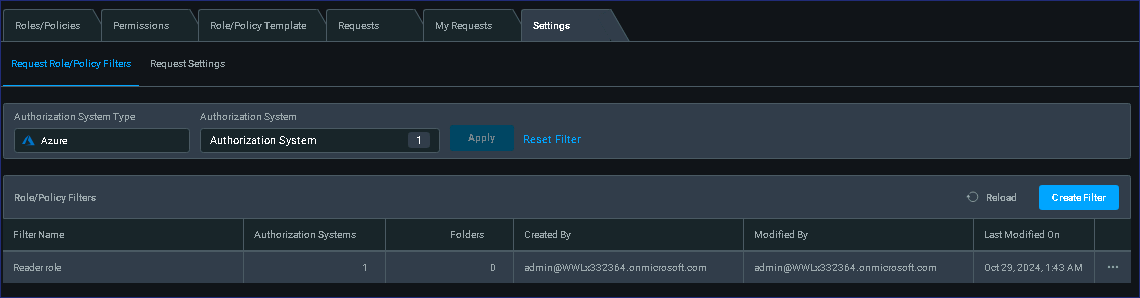 Roles/Policies Permissions Role/Policy Template Requests My Requests Settings
Request Role/Policy Filters Request Settings
Authorization System Type Authorization System
Azure Authorization System 1 Apply Reset Filter
Role/Policy Filters Reload Create Filter
Filter Name Authorization Systems Folders Created By Modified By Last Modified On
Reader role 1 0 admin@WWLx332364.onmicrosoft.com admin@WWLx332364.onmicrosoft.com Oct 29, 2024, 1:43 AM ...